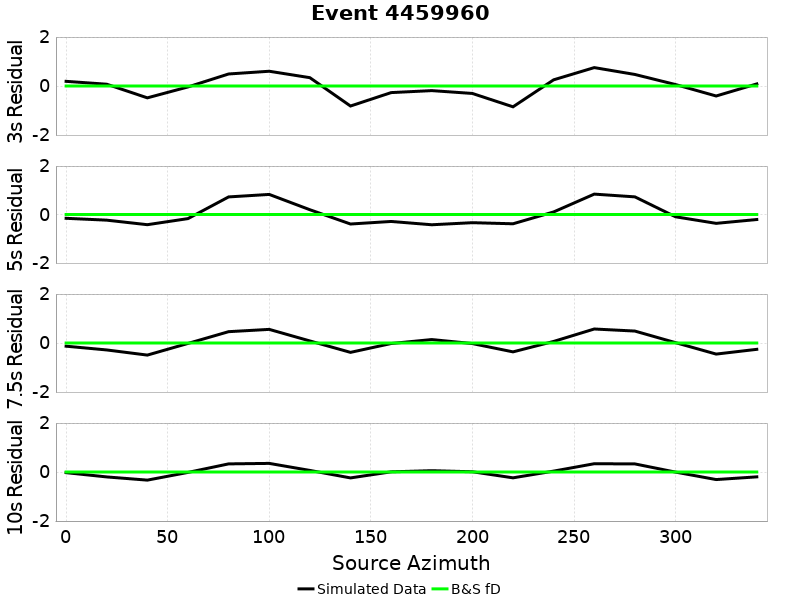 Event 4459960
3s Residual
2
0
-2
5s Residual
2
0
-2
7.5s Residual
2
0
-2
10s Residual
2
0
-2
0 50 100 150 200 250 300
Source Azimuth
Simulated Data B&S fD